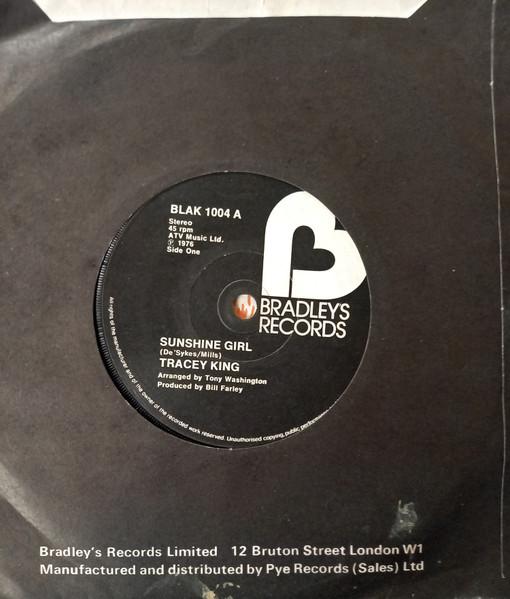 BLAK 1004 A
Stereo
45 rpm
ATV Music Ltd.
℗ 1976
Side One
BRADLEY'S
RECORDS
SUNSHINE GIRL
(De'Sykes/Mills)
TRACEY KING
Arranged by Tony Washington
Produced by Bill Farley
All rights of the manufacturer and of the owner of the recorded work reserved. Unauthorised copying, public, performance
Bradley's Records Limited 12 Bruton Street London W1
Manufactured and distributed by Pye Records (Sales) Ltd